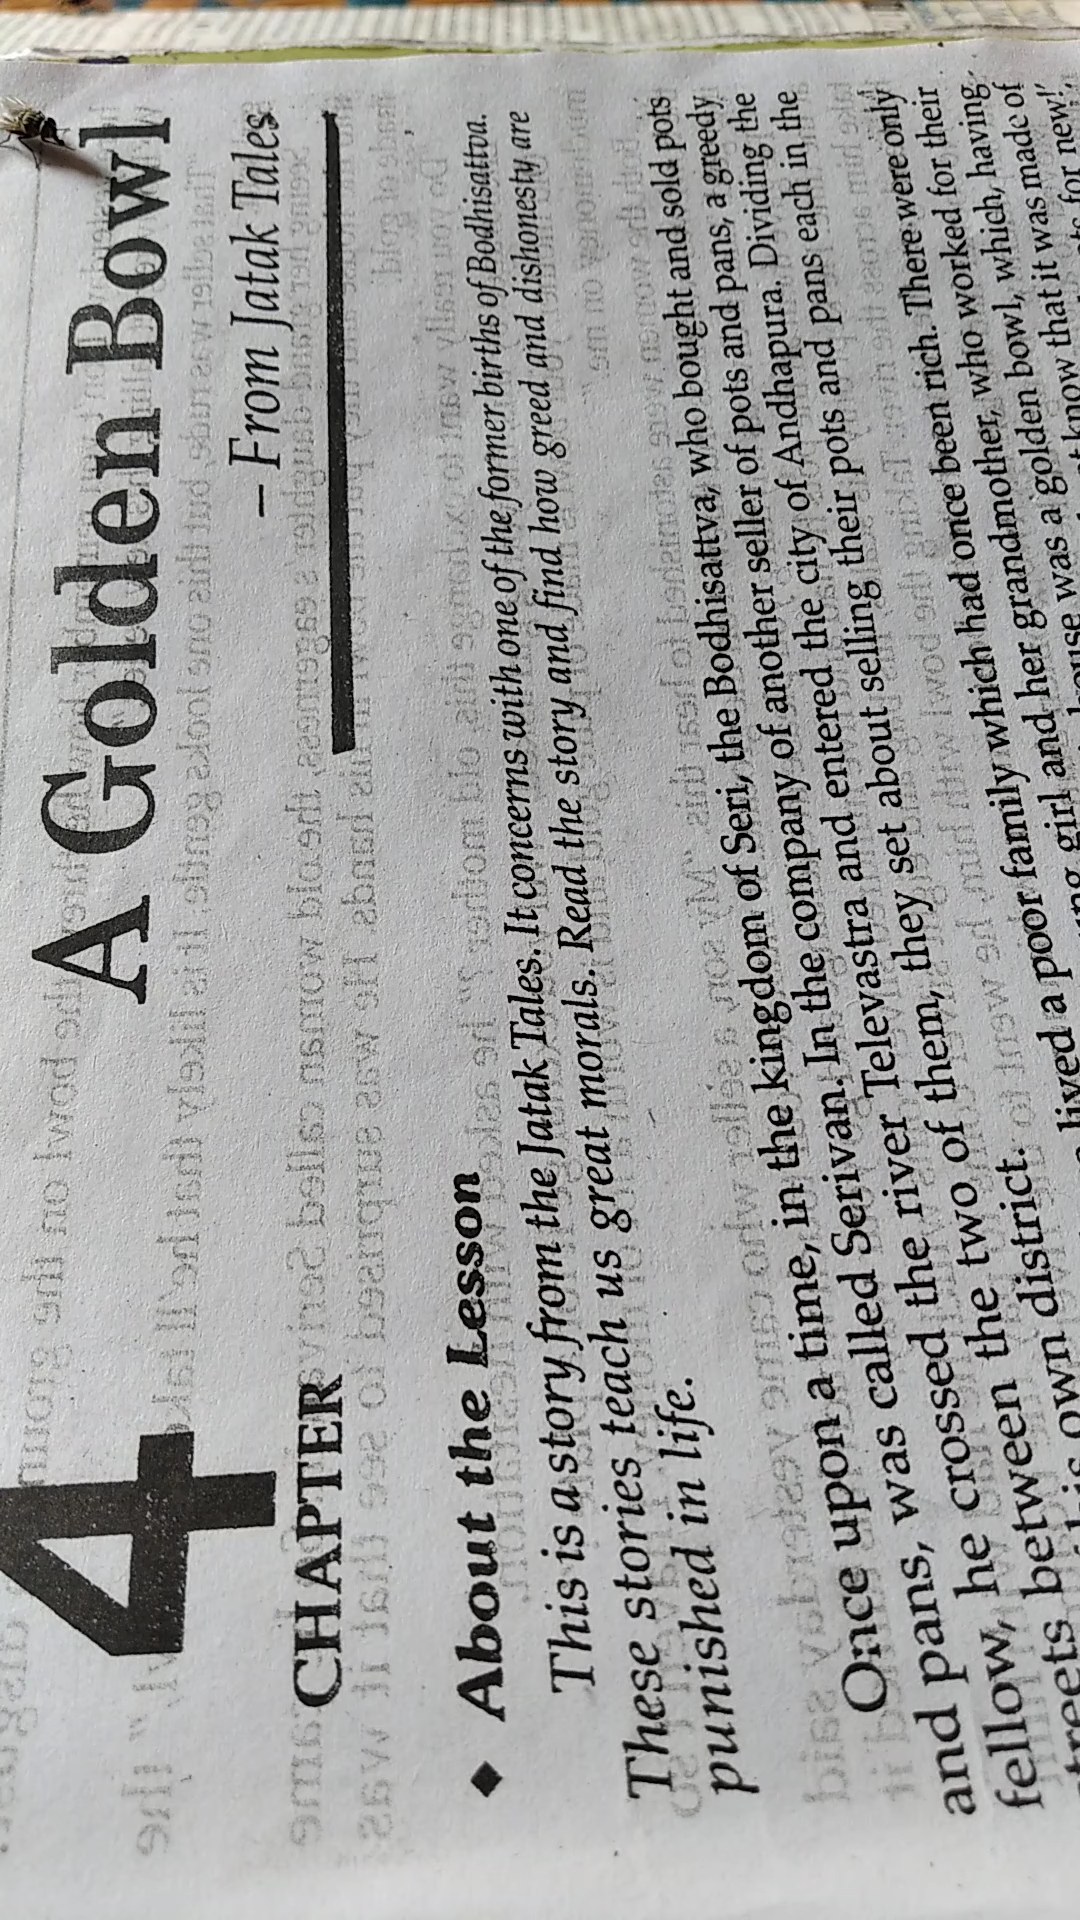 4
CHAPTER
A Golden Bowl
– From Jatak Tales
◆ About the Lesson
This is a story from the Jatak Tales. It concerns with one of the former births of Bodhisattva.
These stories teach us great morals. Read the story and find how greed and dishonesty are
punished in life.
Once upon a time, in the kingdom of Seri, the Bodhisattva, who bought and sold pots
and pans, was called Serivan. In the company of another seller of pots and pans, a greedy
fellow, he crossed the river Televastra and entered the city of Andhapura. Dividing the
streets between the two of them, they set about selling their pots and pans each in the
his own district.
lived a poor family which had once been rich. There were only
girl and her grandmother, who worked for their
house was a golden bowl, which, having
know that it was made of
for new!'